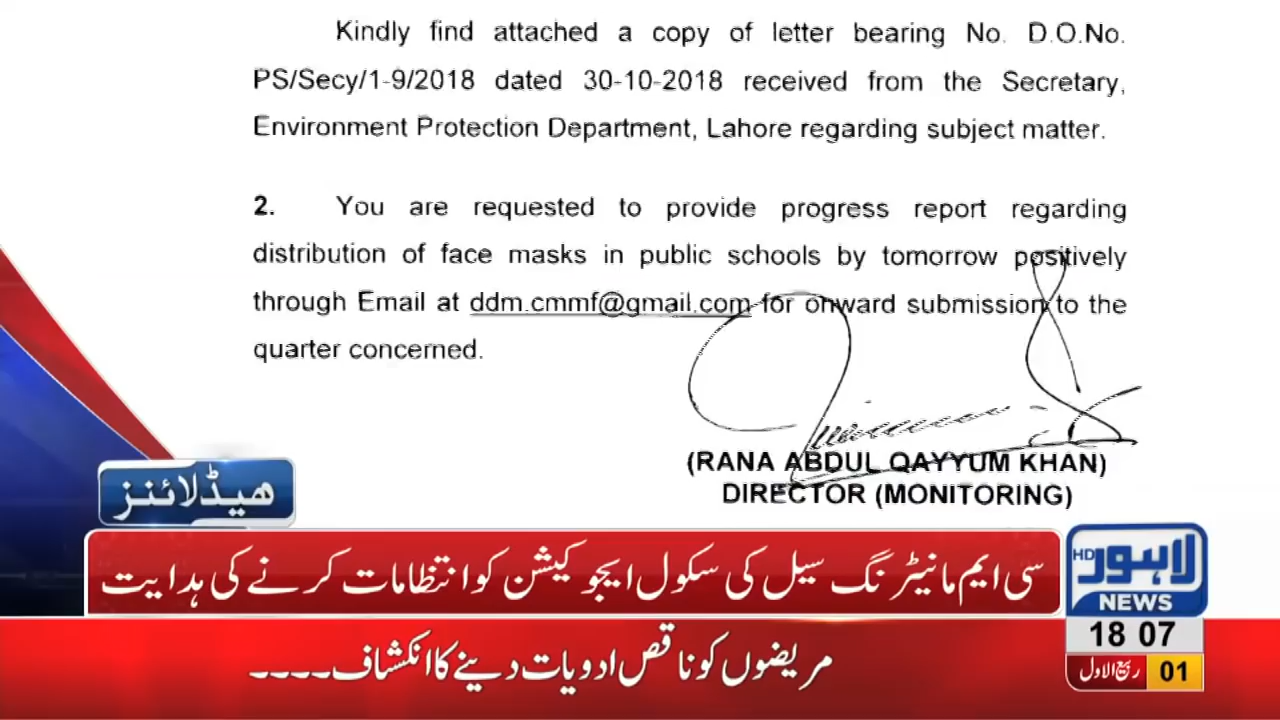 Kindly find attached a copy of letter bearing No. D.O.No.
PS/Secy/1-9/2018 dated 30-10-2018 received from the Secretary,
Environment Protection Department, Lahore regarding subject matter.
2. You are requested to provide progress report regarding
distribution of face masks in public schools by tomorrow positively
through Email at ddm.cmmf@gmail.com for onward submission to the
quarter concerned.
(RANA ABDUL QAYYUM KHAN)
DIRECTOR (MONITORING)
ہیڈلائنز
سی ایم مانیٹرنگ سیل کی سکول ایجوکیشن کو انتظامات کرنے کی ہدایت
لاہور HD
NEWS
18 07
01 ربیع الاول
مریضوں کو ناقص ادویات دینے کا انکشاف۔۔۔۔